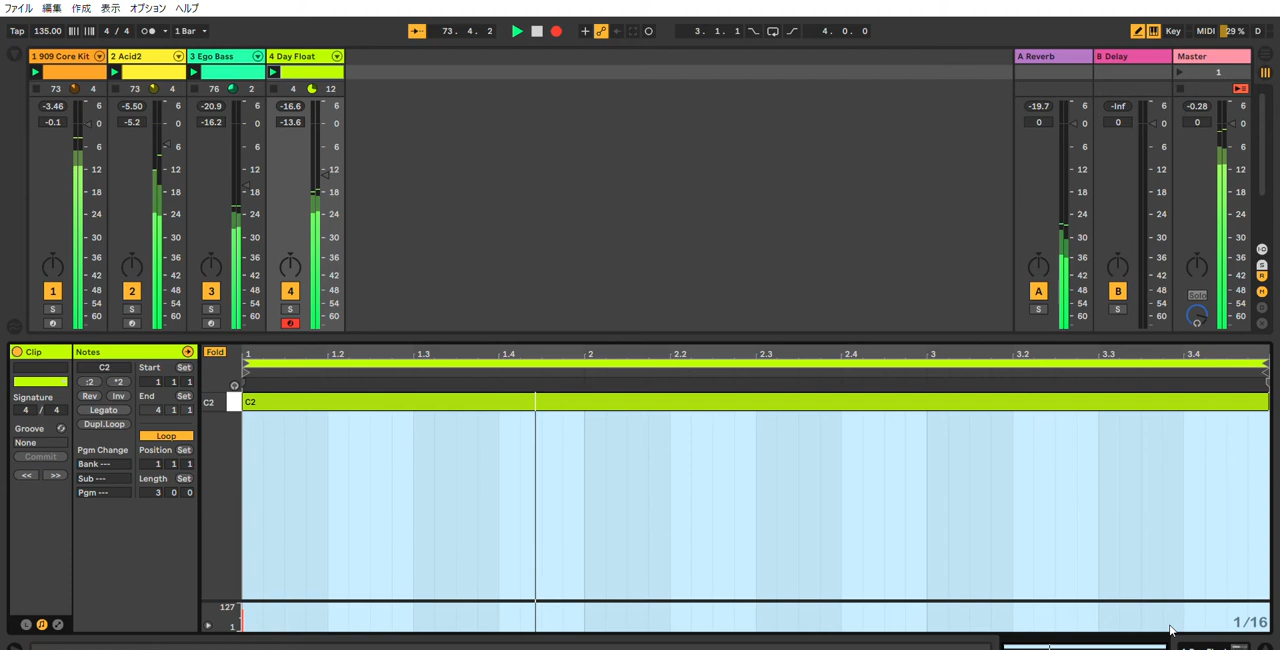 ファイル 編集 作成 表示 オプション ヘルプ
Tap 135.00 4 / 4 1 Bar 73. 4. 2 3. 1. 1 4. 0. 0 Key MIDI 29 % D
1 909 Core Kit 2 Acid2 3 Ego Bass 4 Day Float A Reverb B Delay Master
1
73 4 73 4 76 2 4 12
-3.46 6 -5.50 6 -20.9 6 -16.6 6 -19.7 6 -Inf 6 -0.28 6
-0.1 0 -5.2 0 -16.2 0 -13.6 0 0 0 0 0 0 0
6 6 6 6 6 6 6
12 12 12 12 12 12 12
18 18 18 18 18 18 18
24 24 24 24 24 24 24
30 30 30 30 30 30 30
36 36 36 36 36 36 36
42 42 42 42 42 42 42
1 48 2 48 3 48 4 48 A 48 B 48 Solo 48
S 54 S 54 S 54 S 54 S 54 S 54 54
60 60 60 60 60 60 60
Clip Notes Fold 1 1.2 1.3 1.4 2 2.2 2.3 2.4 3 3.2 3.3 3.4
C2 Start Set
:2 *2 1 1 1
Signature Rev Inv End Set
4 / 4 Legato 4 1 1
C2 C2
Groove Dupl.Loop
None Loop
Commit Pgm Change Position Set
<< >> Bank --- 1 1 1
Sub --- Length Set
Pgm --- 3 0 0
127
1
1/16